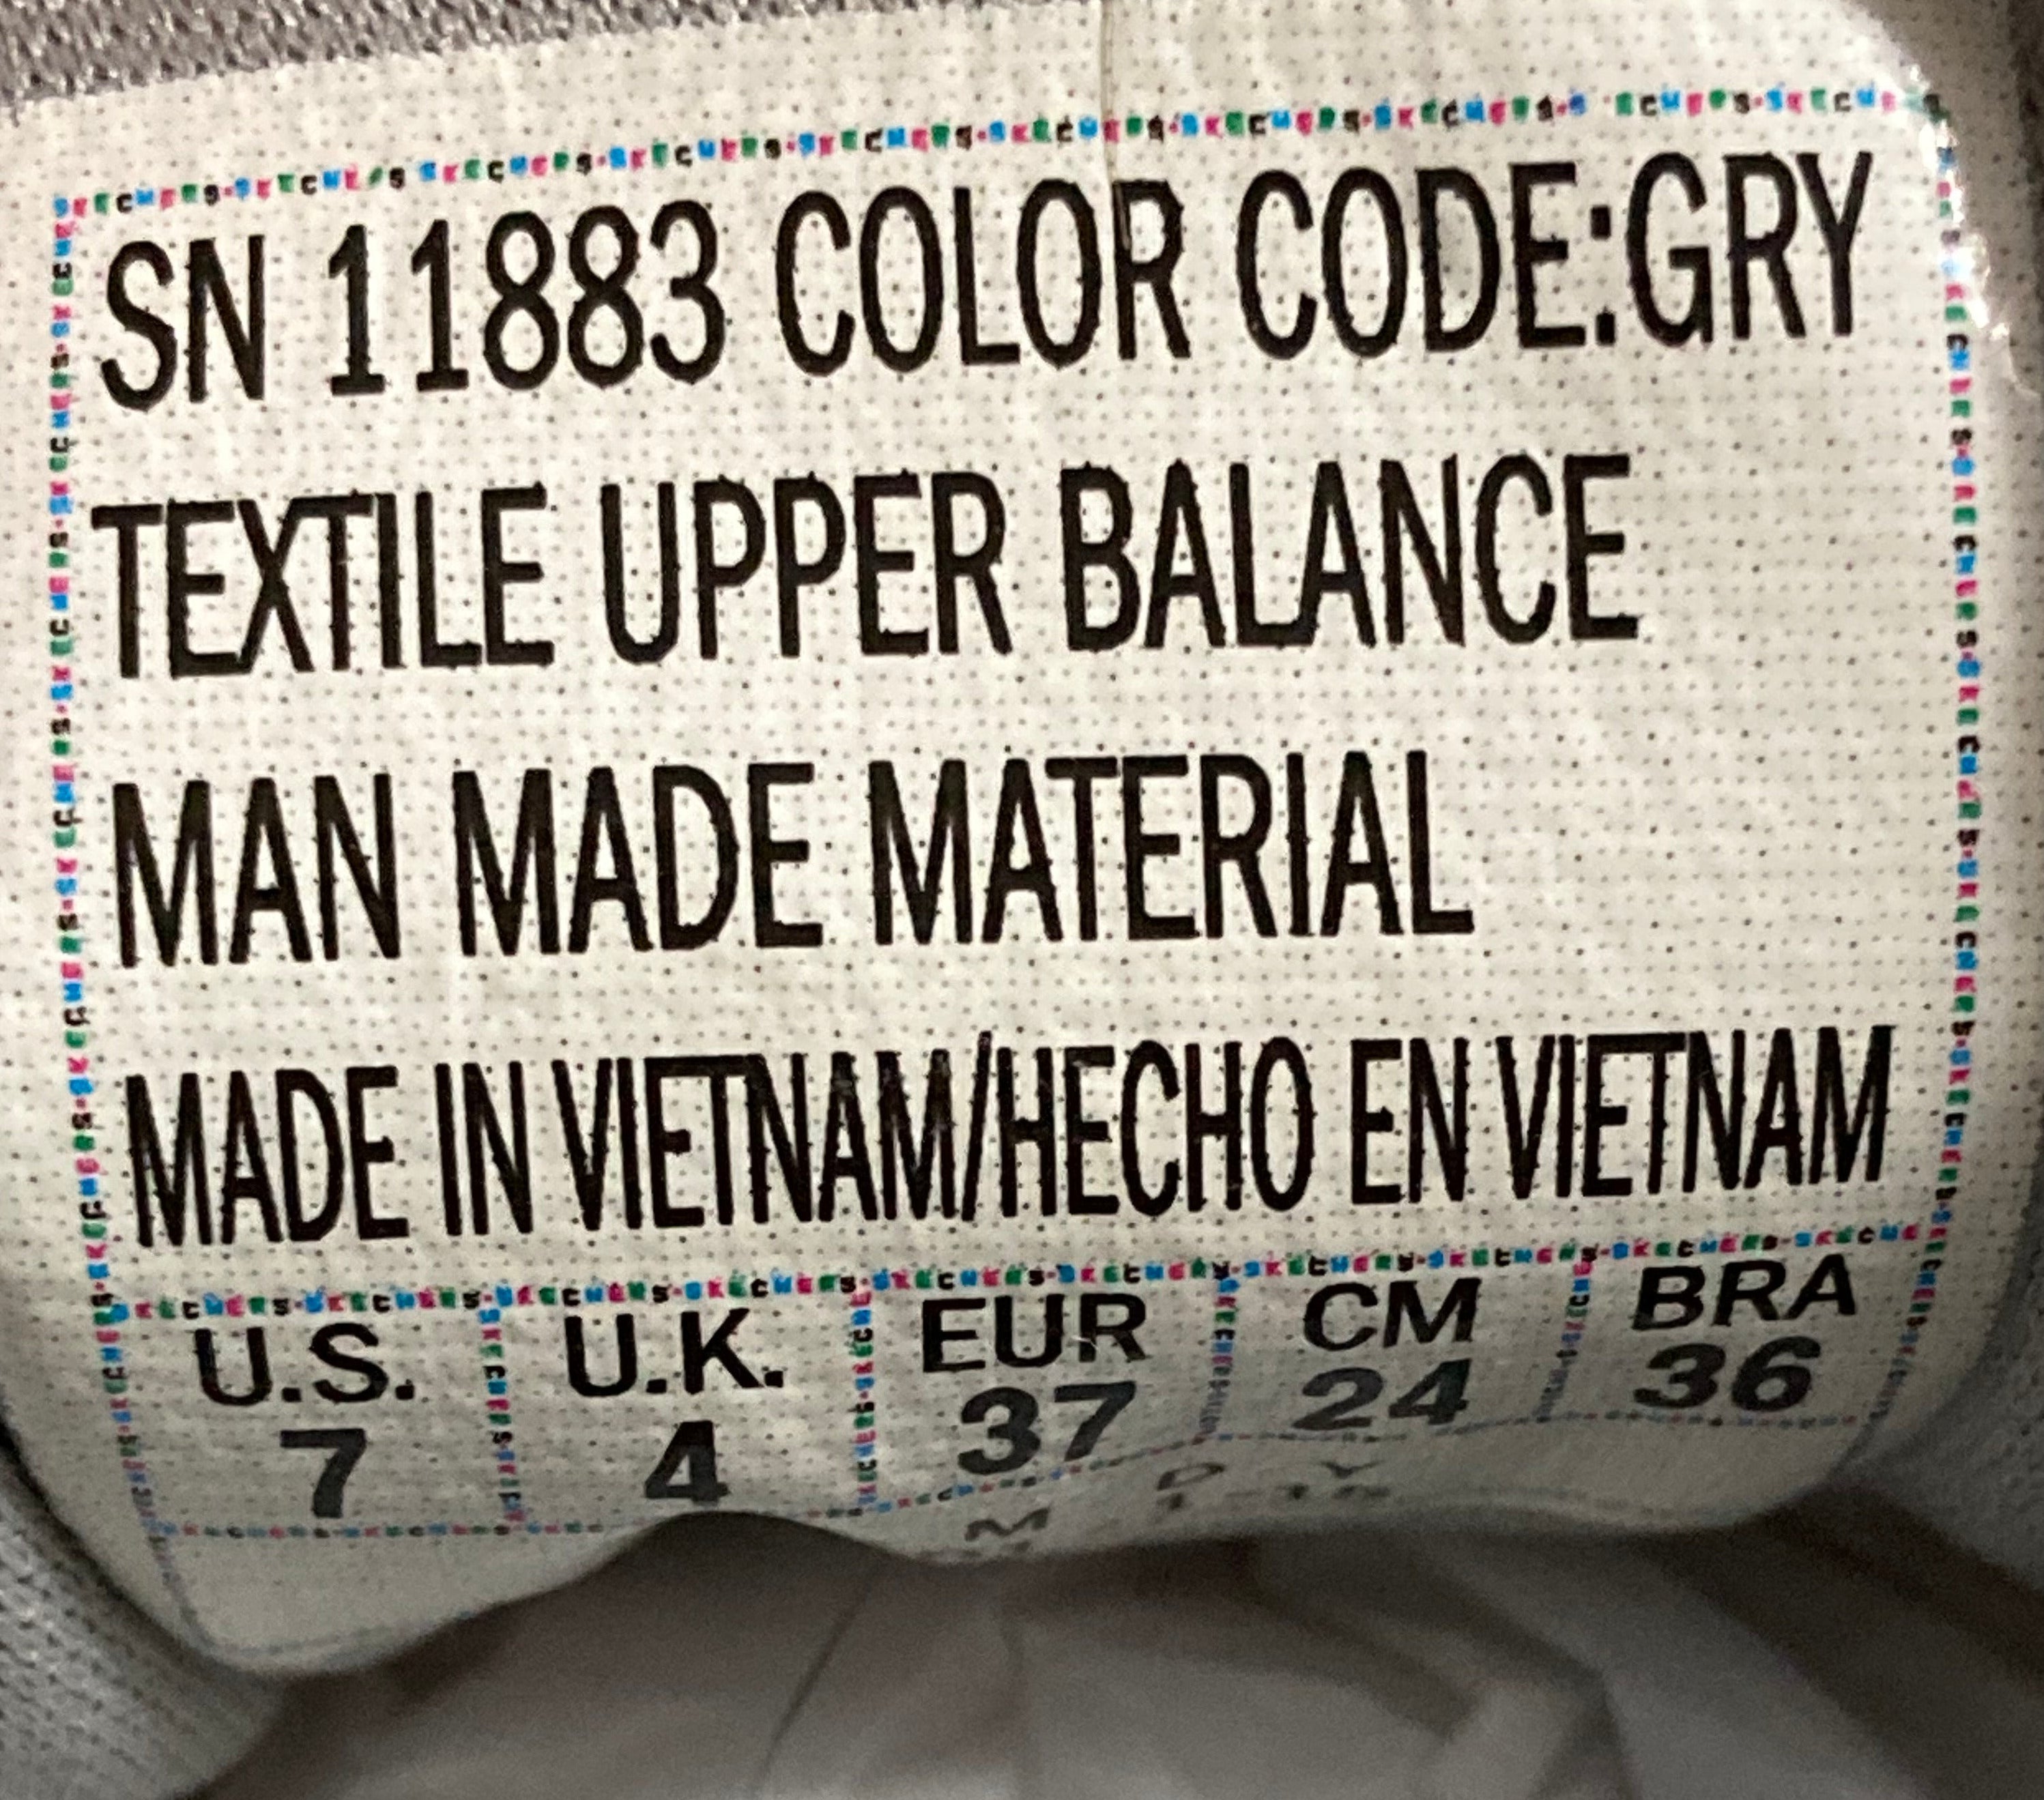 SN 11883 COLOR CODE:GRY
TEXTILE UPPER BALANCE
MAN MADE MATERIAL
MADE IN VIETNAM/HECHO EN VIETNAM
U.S. U.K. EUR CM BRA
7 4 37 24 36
M D Y